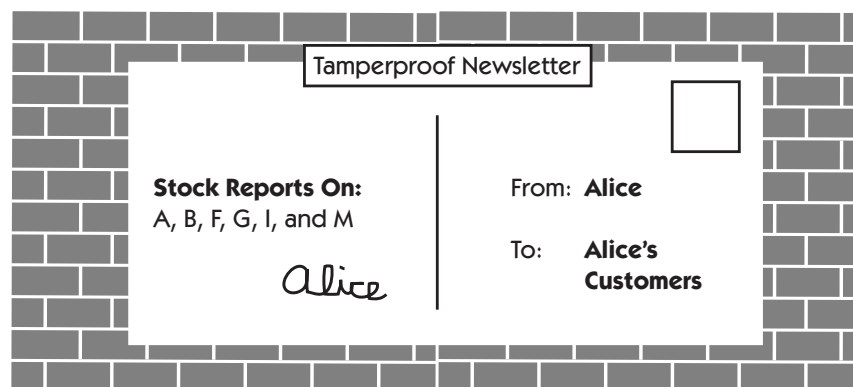 Tamperproof Newsletter
Stock Reports On:
A, B, F, G, I, and M
Alice
From: Alice
To: Alice's
Customers